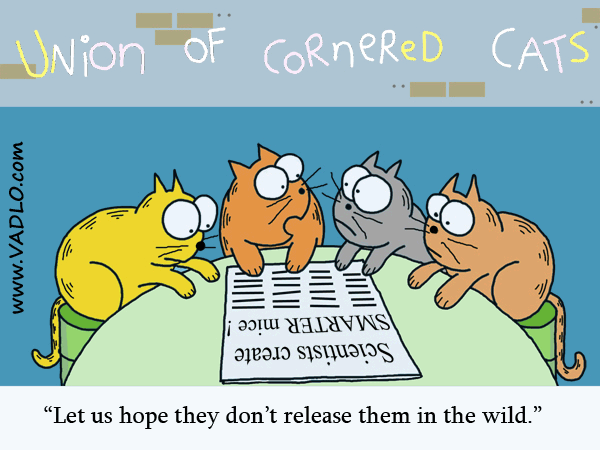 UNion OF CoRneReD CATS
www.VADLO.com
Scientists create
SMARTER mice !
“Let us hope they don’t release them in the wild.”